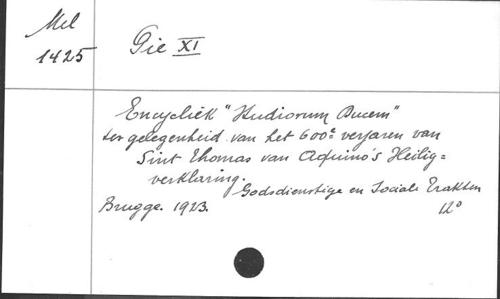 Mel
1425
Pie XI
Encycliek "Studiorum Ducem"
ter gelegenheid van het 600e verjaren van
Sint Thomas van Aquino's Heilig=
verklaring.
Godsdienstige en Sociale Trakten
Brugge. 1923.
12°